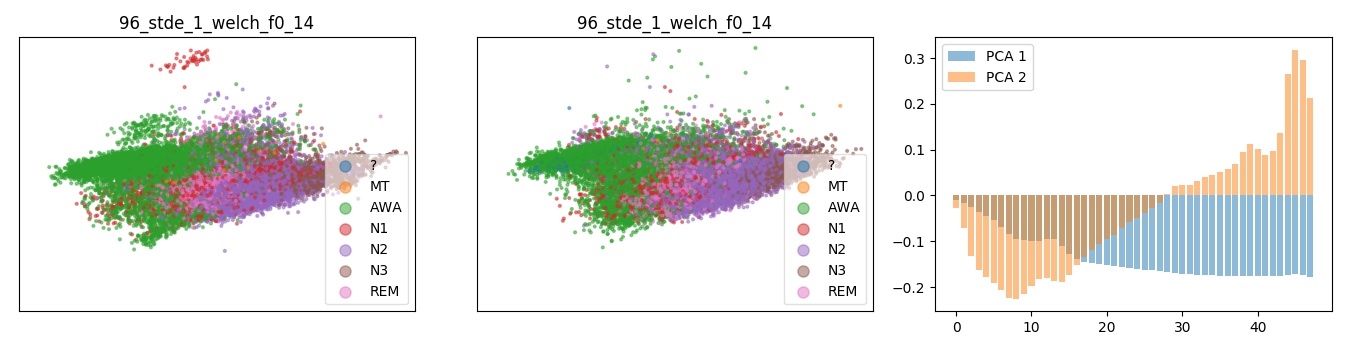 96_stde_1_welch_f0_14
?
MT
AWA
N1
N2
N3
REM
96_stde_1_welch_f0_14
?
MT
AWA
N1
N2
N3
REM
PCA 1
PCA 2
0.3
0.2
0.1
0.0
−0.1
−0.2
0
10
20
30
40